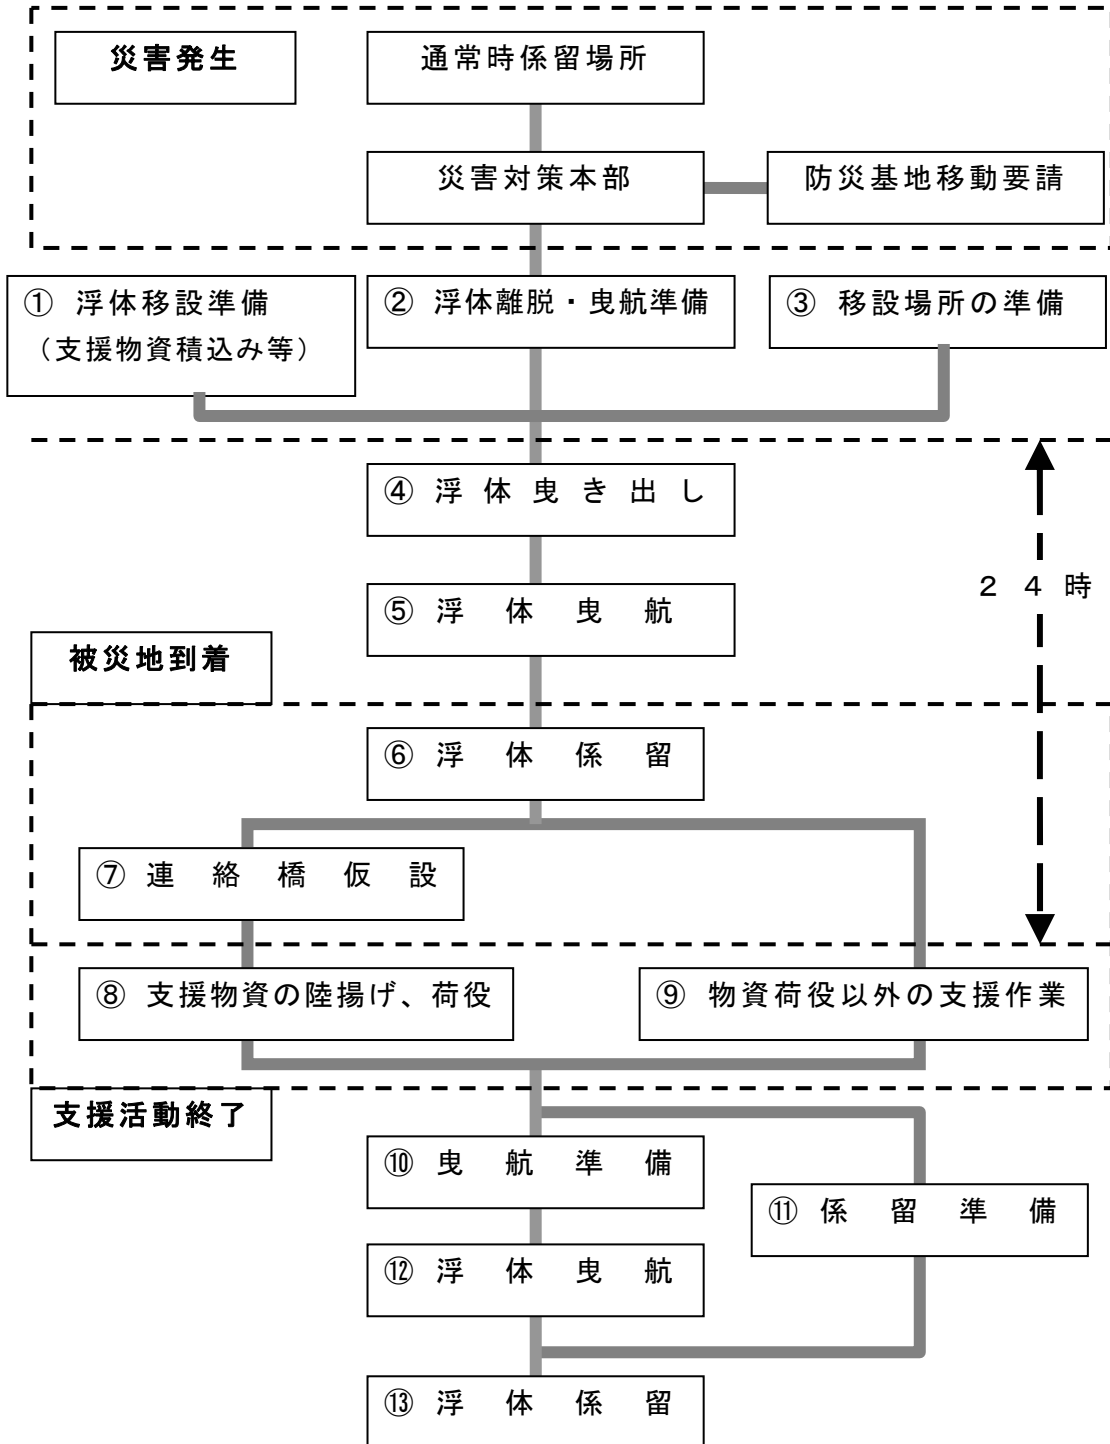 災害発生
通常時係留場所
災害対策本部
防災基地移動要請
① 浮体移設準備
（支援物資積込み等）
② 浮体離脱・曳航準備
③ 移設場所の準備
④ 浮体曳き出し
⑤ 浮体曳航
２４時
被災地到着
⑥ 浮体係留
⑦ 連絡橋仮設
⑧ 支援物資の陸揚げ、荷役
⑨ 物資荷役以外の支援作業
支援活動終了
⑩ 曳航準備
⑪ 係留準備
⑫ 浮体曳航
⑬ 浮体係留